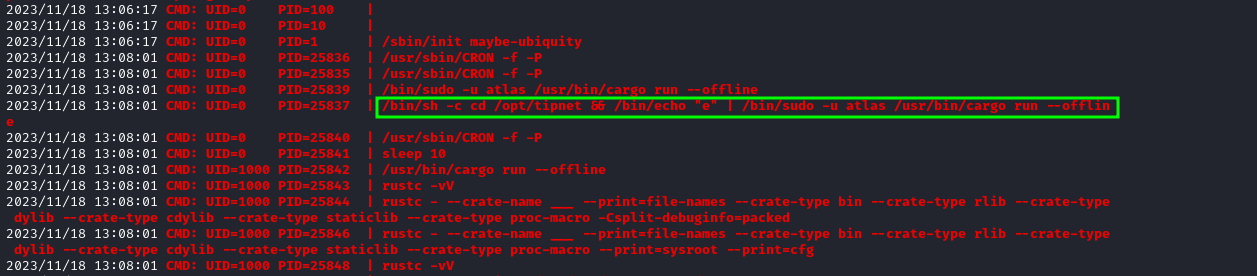 2023/11/18 13:06:17 CMD: UID=0 PID=100 |
2023/11/18 13:06:17 CMD: UID=0 PID=10 |
2023/11/18 13:06:17 CMD: UID=0 PID=1 | /sbin/init maybe-ubiquity
2023/11/18 13:08:01 CMD: UID=0 PID=25836 | /usr/sbin/CRON -f -P
2023/11/18 13:08:01 CMD: UID=0 PID=25835 | /usr/sbin/CRON -f -P
2023/11/18 13:08:01 CMD: UID=0 PID=25839 | /bin/sudo -u atlas /usr/bin/cargo run --offline
2023/11/18 13:08:01 CMD: UID=0 PID=25837 | /bin/sh -c cd /opt/tipnet && /bin/echo "e" | /bin/sudo -u atlas /usr/bin/cargo run --offlin
e
2023/11/18 13:08:01 CMD: UID=0 PID=25840 | /usr/sbin/CRON -f -P
2023/11/18 13:08:01 CMD: UID=0 PID=25841 | sleep 10
2023/11/18 13:08:01 CMD: UID=1000 PID=25842 | /usr/bin/cargo run --offline
2023/11/18 13:08:01 CMD: UID=1000 PID=25843 | rustc -vV
2023/11/18 13:08:01 CMD: UID=1000 PID=25844 | rustc - --crate-name ___ --print=file-names --crate-type bin --crate-type rlib --crate-type
dylib --crate-type cdylib --crate-type staticlib --crate-type proc-macro -Csplit-debuginfo=packed
2023/11/18 13:08:01 CMD: UID=1000 PID=25846 | rustc - --crate-name ___ --print=file-names --crate-type bin --crate-type rlib --crate-type
dylib --crate-type cdylib --crate-type staticlib --crate-type proc-macro --print=sysroot --print=cfg
2023/11/18 13:08:01 CMD: UID=1000 PID=25848 | rustc -vV